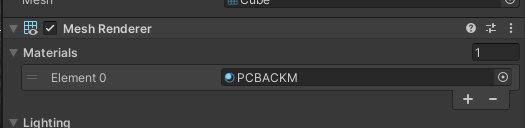 Mesh
Cube
Mesh Renderer
Materials
1
Element 0
PCBACKM
Lighting